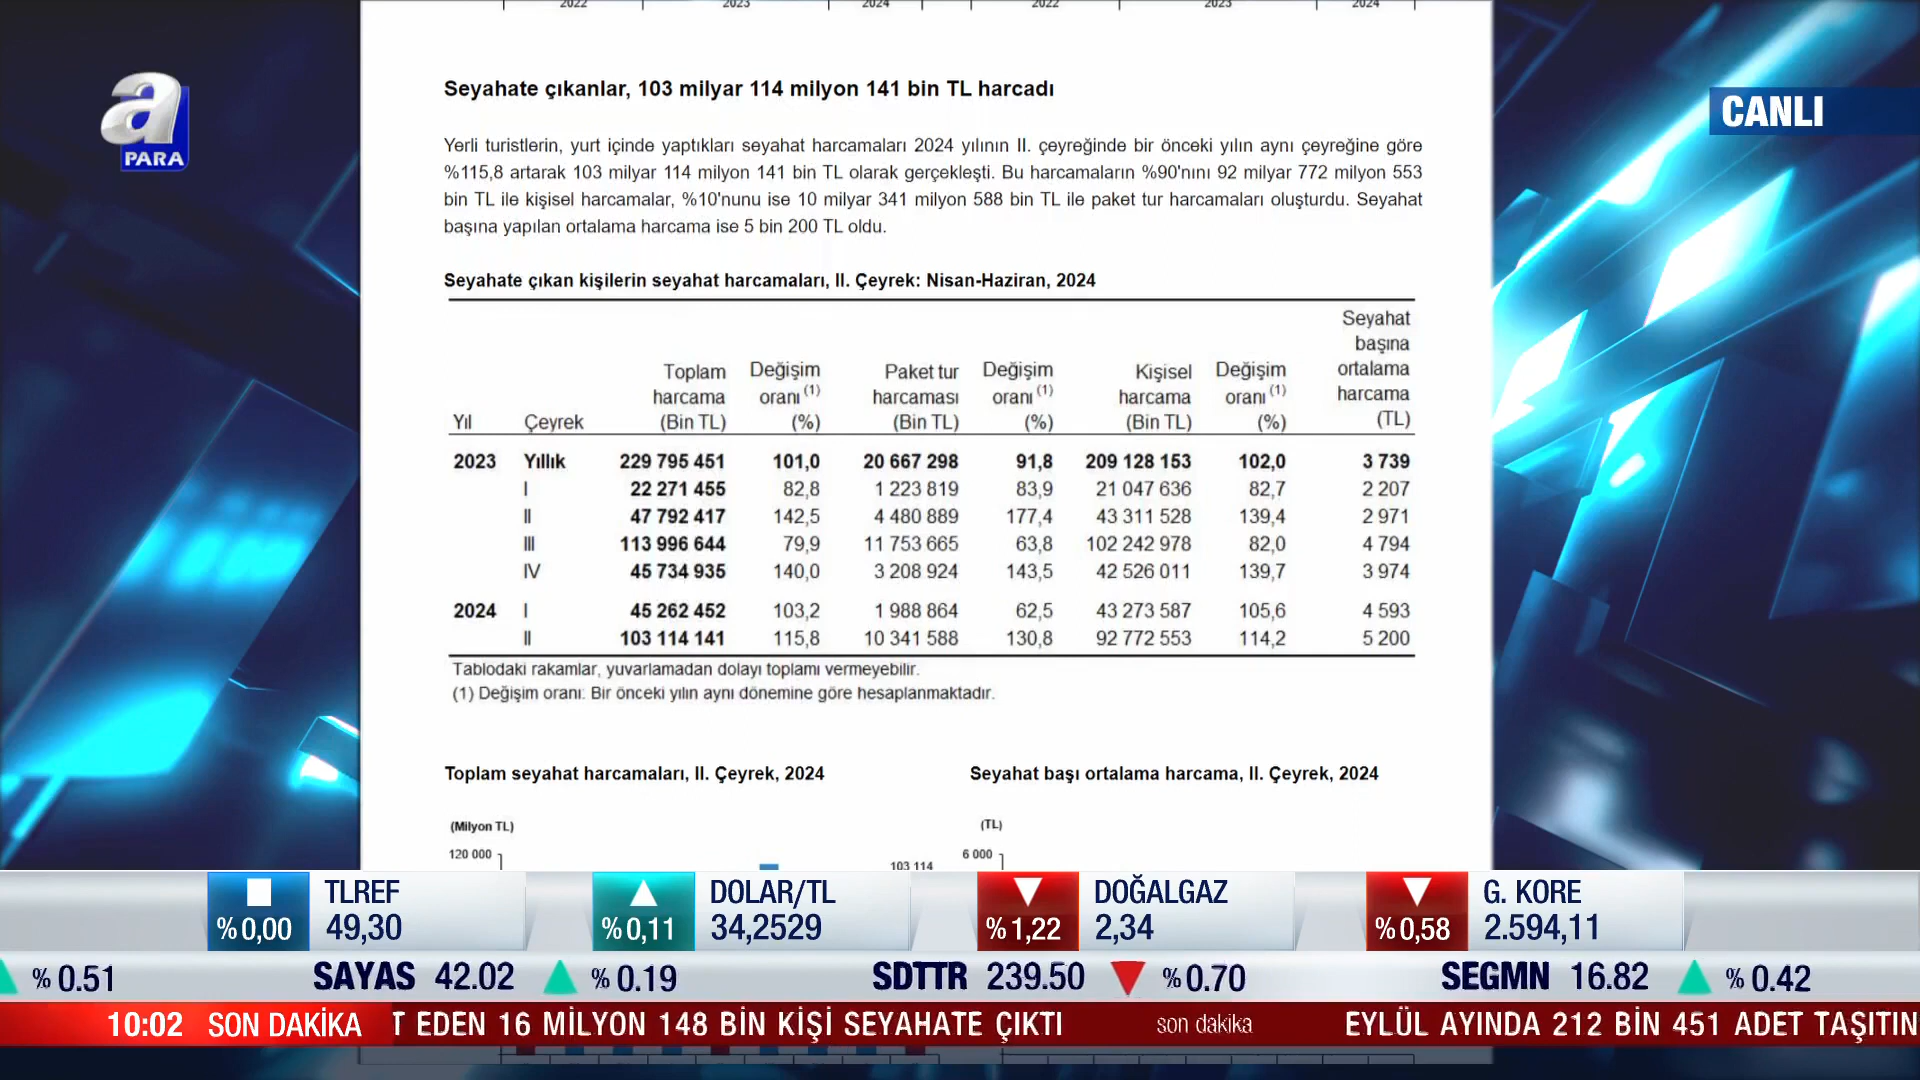 2022 2023 2024 2022 2023 2024
a
PARA
CANLI
Seyahate çıkanlar, 103 milyar 114 milyon 141 bin TL harcadı
Yerli turistlerin, yurt içinde yaptıkları seyahat harcamaları 2024 yılının II. çeyreğinde bir önceki yılın aynı çeyreğine göre
%115,8 artarak 103 milyar 114 milyon 141 bin TL olarak gerçekleşti. Bu harcamaların %90'nını 92 milyar 772 milyon 553
bin TL ile kişisel harcamalar, %10'nunu ise 10 milyar 341 milyon 588 bin TL ile paket tur harcamaları oluşturdu. Seyahat
başına yapılan ortalama harcama ise 5 bin 200 TL oldu.
Seyahate çıkan kişilerin seyahat harcamaları, II. Çeyrek: Nisan-Haziran, 2024
Yıl Çeyrek Toplam harcama (Bin TL) Değişim oranı (1) (%) Paket tur harcaması (Bin TL) Değişim oranı (1) (%) Kişisel harcama (Bin TL) Değişim oranı (1) (%) Seyahat başına ortalama harcama (TL)
2023 Yıllık 229 795 451 101,0 20 667 298 91,8 209 128 153 102,0 3 739
I 22 271 455 82,8 1 223 819 83,9 21 047 636 82,7 2 207
II 47 792 417 142,5 4 480 889 177,4 43 311 528 139,4 2 971
III 113 996 644 79,9 11 753 665 63,8 102 242 978 82,0 4 794
IV 45 734 935 140,0 3 208 924 143,5 42 526 011 139,7 3 974
2024 I 45 262 452 103,2 1 988 864 62,5 43 273 587 105,6 4 593
II 103 114 141 115,8 10 341 588 130,8 92 772 553 114,2 5 200
Tablodaki rakamlar, yuvarlamadan dolayı toplamı vermeyebilir.
(1) Değişim oranı: Bir önceki yılın aynı dönemine göre hesaplanmaktadır.
Toplam seyahat harcamaları, II. Çeyrek, 2024
Seyahat başı ortalama harcama, II. Çeyrek, 2024
(Milyon TL)
(TL)
120 000
103 114
6 000
%0,00 TLREF 49,30
%0,11 DOLAR/TL 34,2529
%1,22 DOĞALGAZ 2,34
%0,58 G. KORE 2.594,11
% 0.51 SAYAS 42.02 % 0.19 SDTTR 239.50 % 0.70 SEGMN 16.82 % 0.42
10:02 SON DAKİKA T EDEN 16 MİLYON 148 BİN KİŞİ SEYAHATE ÇIKTI son dakika EYLÜL AYINDA 212 BİN 451 ADET TAŞITIN